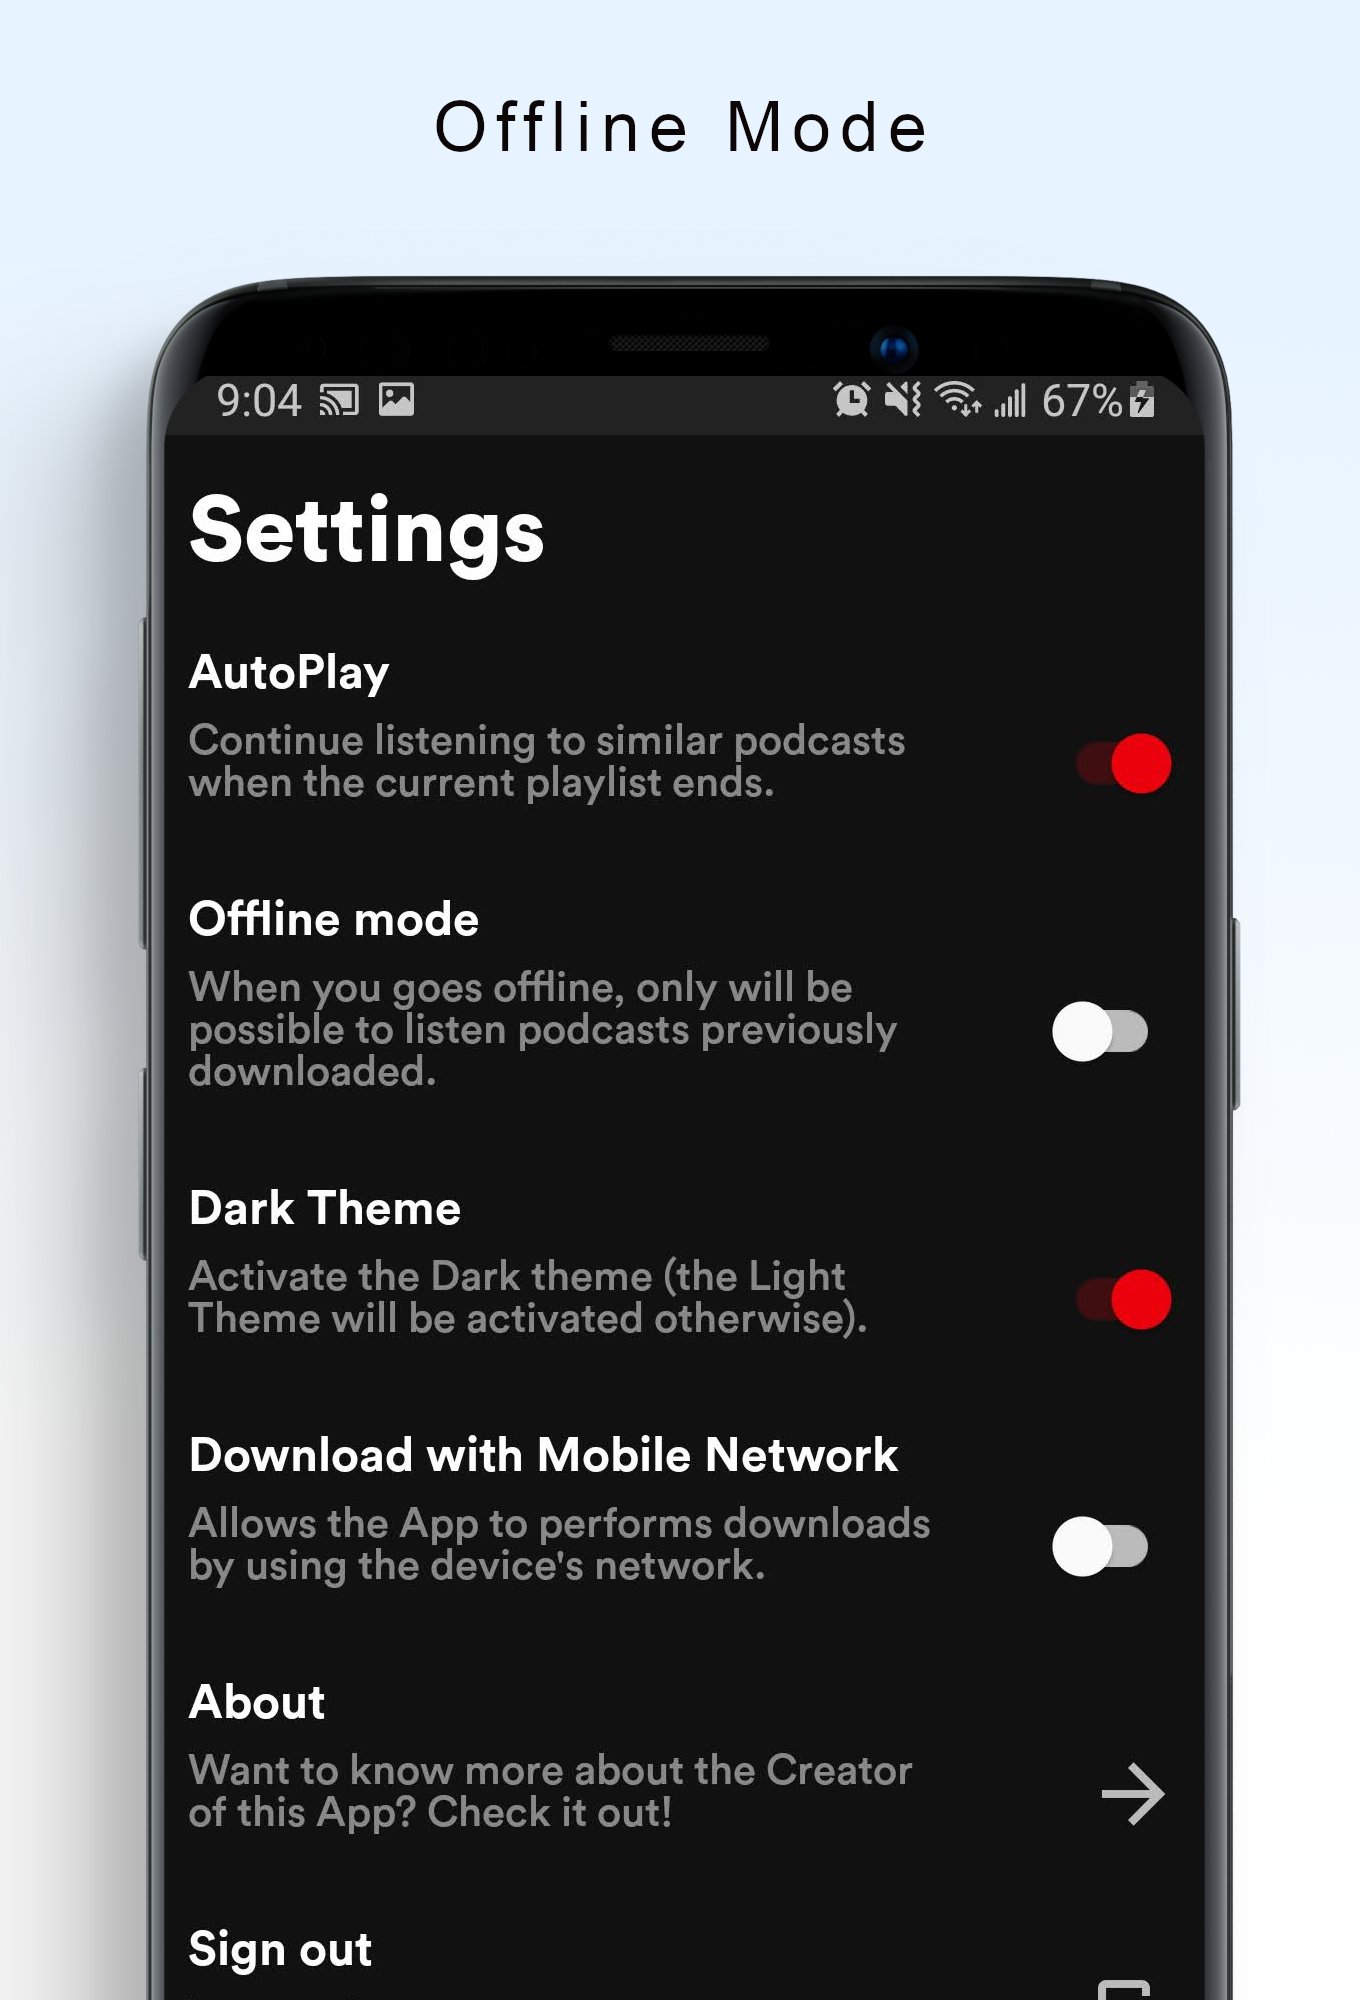 Offline Mode
9:04
67%
Settings
AutoPlay
Continue listening to similar podcasts
when the current playlist ends.
Offline mode
When you goes offline, only will be
possible to listen podcasts previously
downloaded.
Dark Theme
Activate the Dark theme (the Light
Theme will be activated otherwise).
Download with Mobile Network
Allows the App to performs downloads
by using the device's network.
About
Want to know more about the Creator
of this App? Check it out!
Sign out